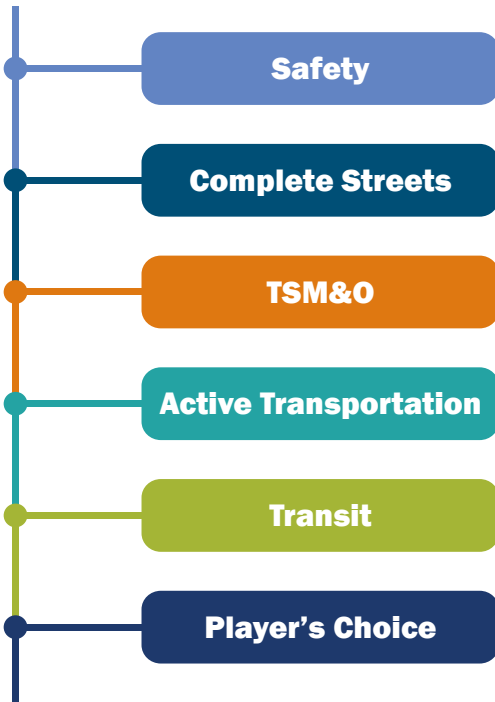 Safety
Complete Streets
TSM&O
Active Transportation
Transit
Player’s Choice